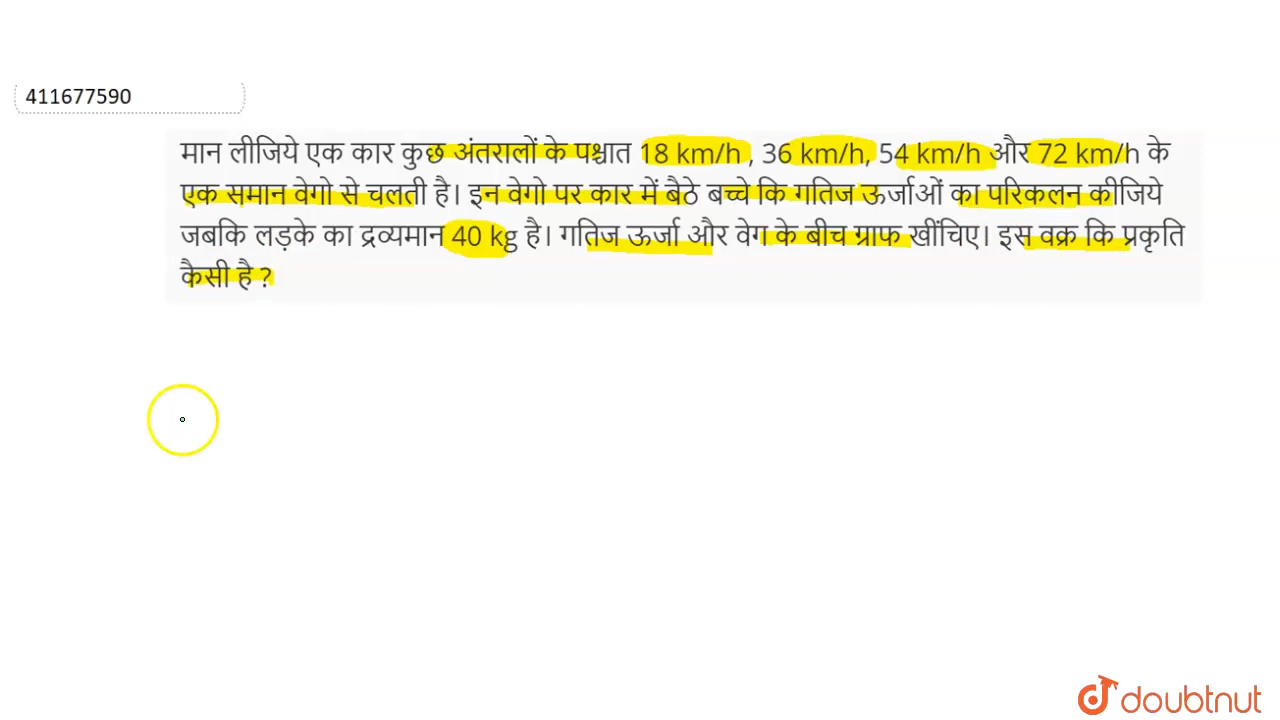 411677590
मान लीजिये एक कार कुछ अंतरालों के पश्चात 18 km/h , 36 km/h, 54 km/h और 72 km/h के
एक समान वेगो से चलती है। इन वेगो पर कार में बैठे बच्चे कि गतिज ऊर्जाओं का परिकलन कीजिये
जबकि लड़के का द्रव्यमान 40 kg है। गतिज ऊर्जा और वेग के बीच ग्राफ खींचिए। इस वक्र कि प्रकृति
कैसी है ?
doubtnut